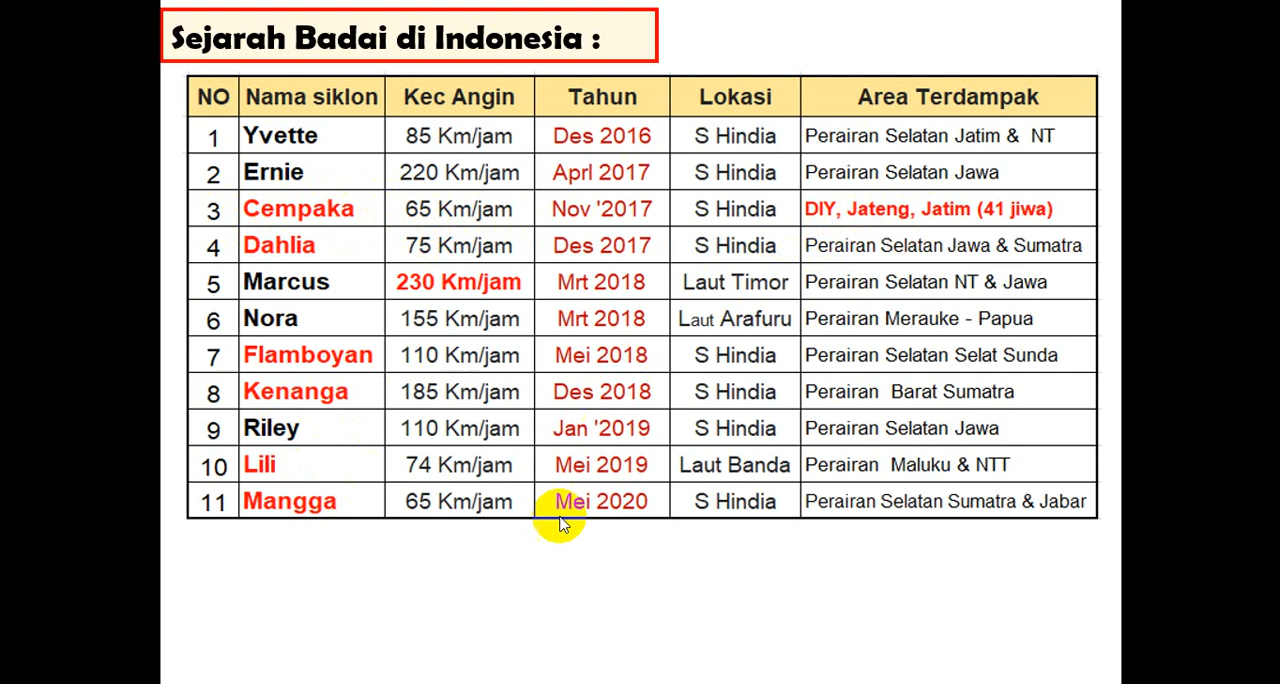 Sejarah Badai di Indonesia :
NO Nama siklon Kec Angin Tahun Lokasi Area Terdampak
1 Yvette 85 Km/jam Des 2016 S Hindia Perairan Selatan Jatim & NT
2 Ernie 220 Km/jam Aprl 2017 S Hindia Perairan Selatan Jawa
3 Cempaka 65 Km/jam Nov '2017 S Hindia DIY, Jateng, Jatim (41 jiwa)
4 Dahlia 75 Km/jam Des 2017 S Hindia Perairan Selatan Jawa & Sumatra
5 Marcus 230 Km/jam Mrt 2018 Laut Timor Perairan Selatan NT & Jawa
6 Nora 155 Km/jam Mrt 2018 Laut Arafuru Perairan Merauke - Papua
7 Flamboyan 110 Km/jam Mei 2018 S Hindia Perairan Selatan Selat Sunda
8 Kenanga 185 Km/jam Des 2018 S Hindia Perairan Barat Sumatra
9 Riley 110 Km/jam Jan '2019 S Hindia Perairan Selatan Jawa
10 Lili 74 Km/jam Mei 2019 Laut Banda Perairan Maluku & NTT
11 Mangga 65 Km/jam Mei 2020 S Hindia Perairan Selatan Sumatra & Jabar